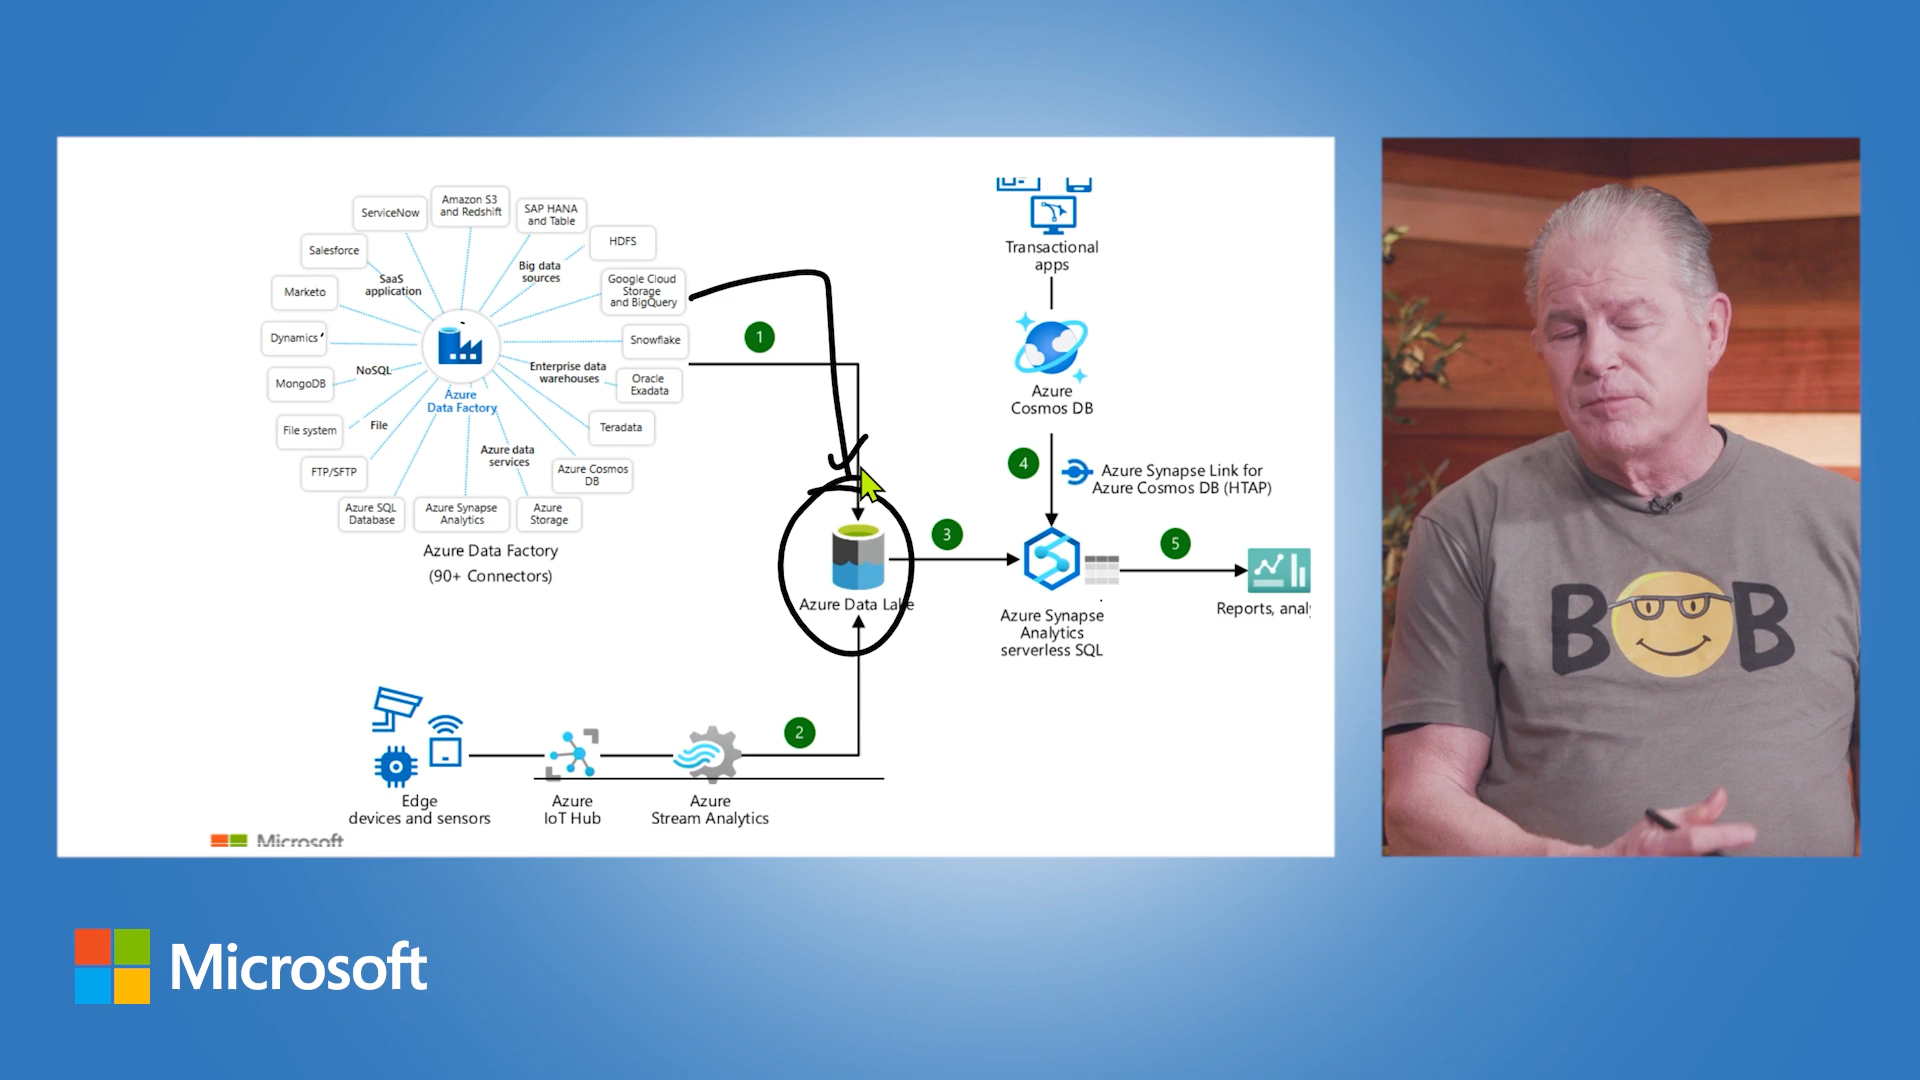 ServiceNow
Amazon S3
and Redshift
SAP HANA
and Table
HDFS
Salesforce
SaaS
application
Big data
sources
Google Cloud
Storage
and BigQuery
Marketo
Dynamics
Snowflake
NoSQL
Enterprise data
warehouses
MongoDB
Oracle
Exadata
Azure
Data Factory
File system
File
Teradata
Azure data
services
FTP/SFTP
Azure Cosmos
DB
Azure SQL
Database
Azure Synapse
Analytics
Azure
Storage
Azure Data Factory
(90+ Connectors)
1
Transactional
apps
Azure
Cosmos DB
4
Azure Synapse Link for
Azure Cosmos DB (HTAP)
3
5
Azure Data Lake
Azure Synapse
Analytics
serverless SQL
Reports, anal
2
Edge
devices and sensors
Azure
IoT Hub
Azure
Stream Analytics
Microsoft
BOB
Microsoft